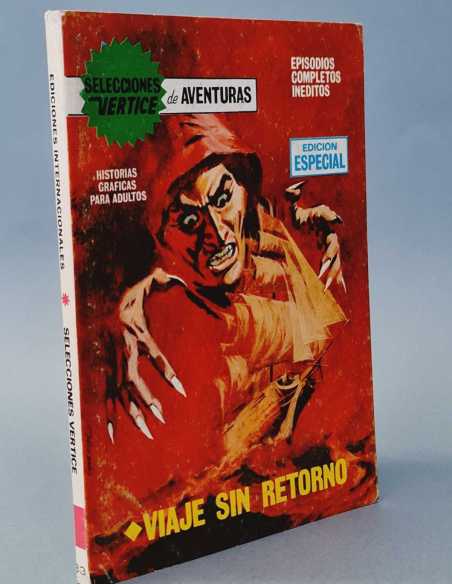 SELECCIONES
VERTICE
de AVENTURAS
EPISODIOS
COMPLETOS
INEDITOS
EDICION
ESPECIAL
HISTORIAS
GRAFICAS
PARA ADULTOS
VIAJE SIN RETORNO
EDICIONES INTERNACIONALES * SELECCIONES VERTICE